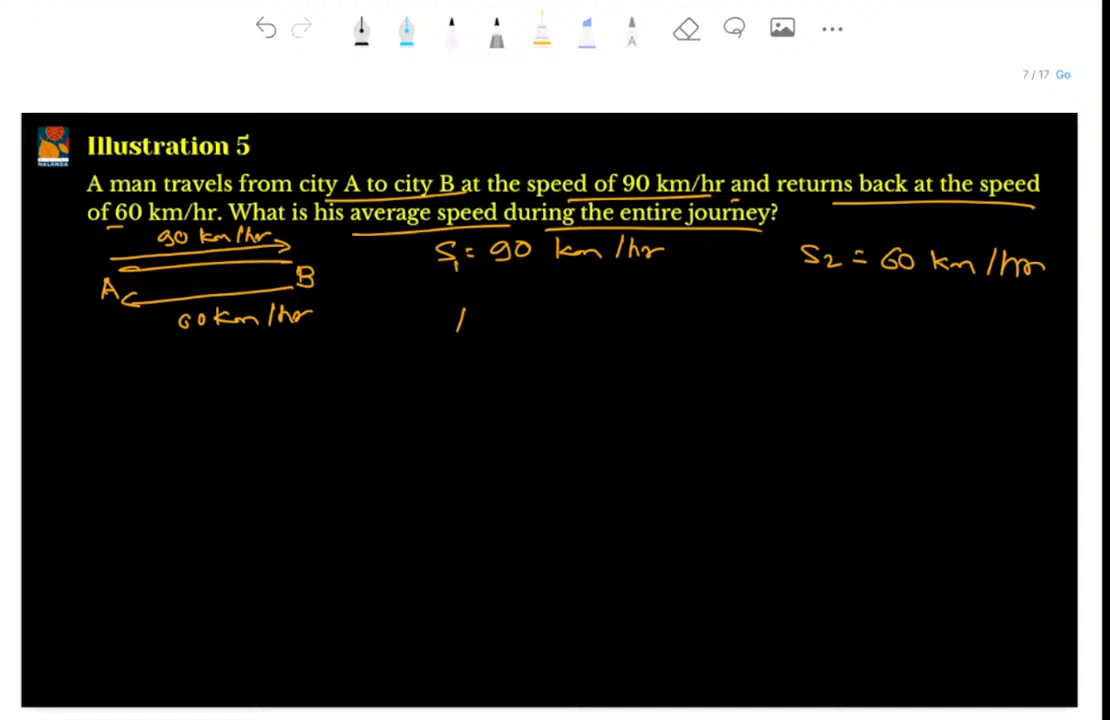 A
7 / 17 Go
NALANDA
Illustration 5
A man travels from city A to city B at the speed of 90 km/hr and returns back at the speed
of 60 km/hr. What is his average speed during the entire journey?
90 km/hr
S₁ = 90 km/hr
S2 = 60 km/hr
A B
60 km/hr
/